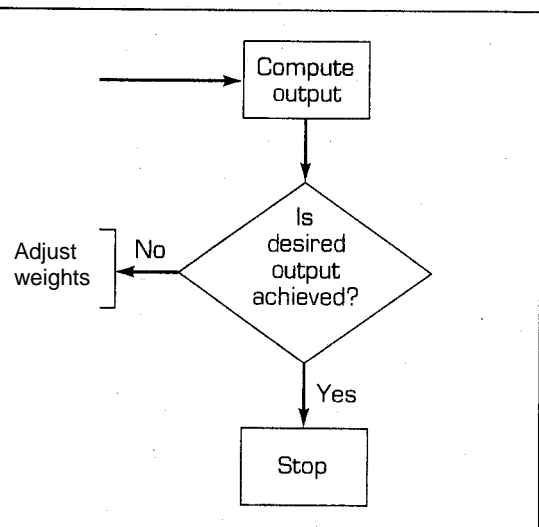 Compute
output
Is
desired
output
achieved?
No
Adjust
weights
Yes
Stop